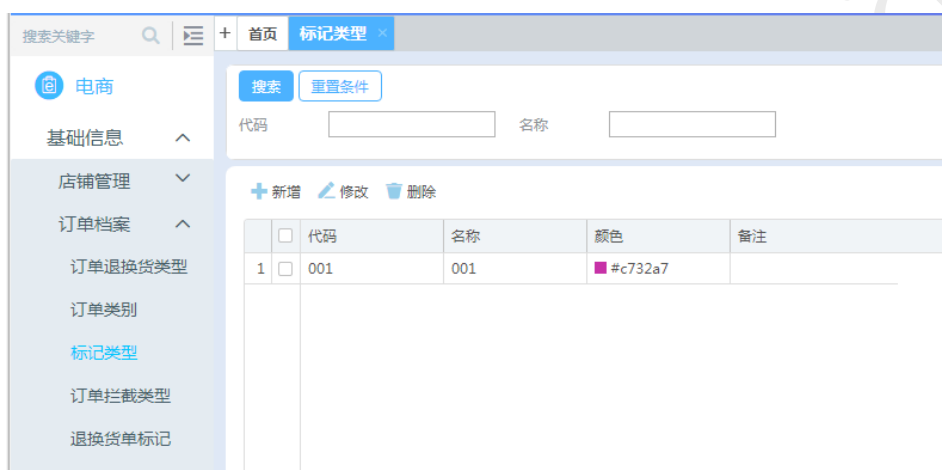 搜索关键字
+ 首页 标记类型 ×
电商
基础信息
店铺管理
订单档案
订单退换货类型
订单类别
标记类型
订单拦截类型
退换货单标记
搜索 重置条件
代码 名称
新增 修改 删除
代码 名称 颜色 备注
1 001 001 #c732a7